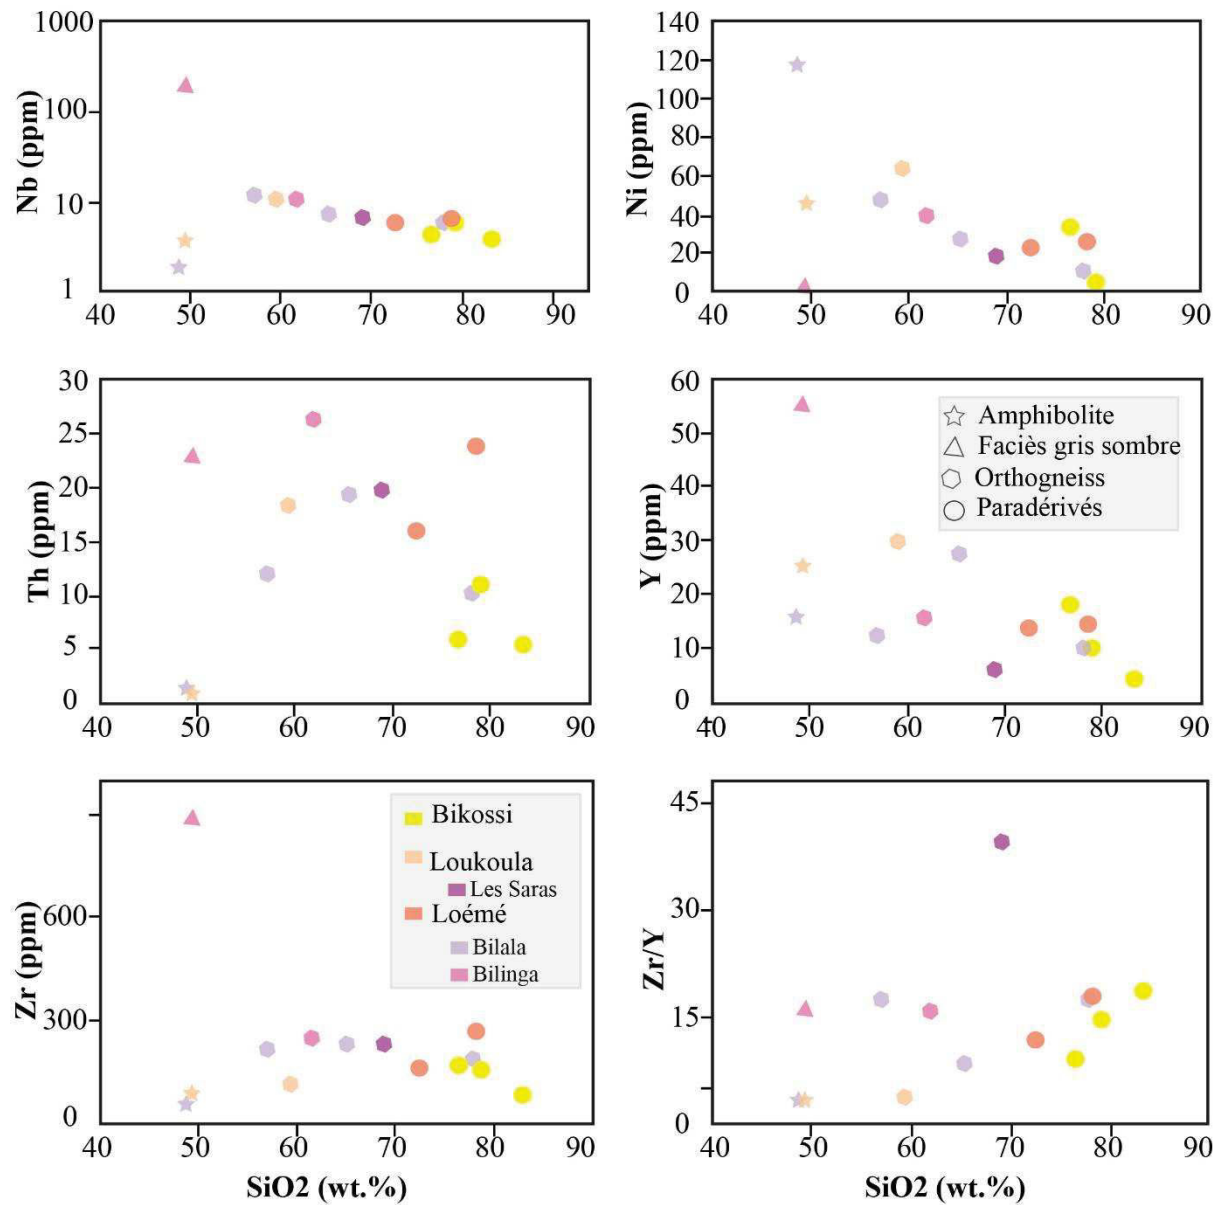 1000
100
10
1
Nb (ppm)
40 50 60 70 80 90
140
120
100
80
60
40
20
0
Ni (ppm)
40 50 60 70 80 90
30
25
20
15
10
5
0
Th (ppm)
40 50 60 70 80 90
60
50
40
30
20
10
0
Y (ppm)
Amphibolite
Faciès gris sombre
Orthogneiss
Paradérivés
40 50 60 70 80 90
600
300
0
Zr (ppm)
Bikossi
Loukoula
Les Saras
Loémé
Bilala
Bilinga
40 50 60 70 80 90
SiO2 (wt.%)
45
30
15
0
Zr/Y
40 50 60 70 80 90
SiO2 (wt.%)